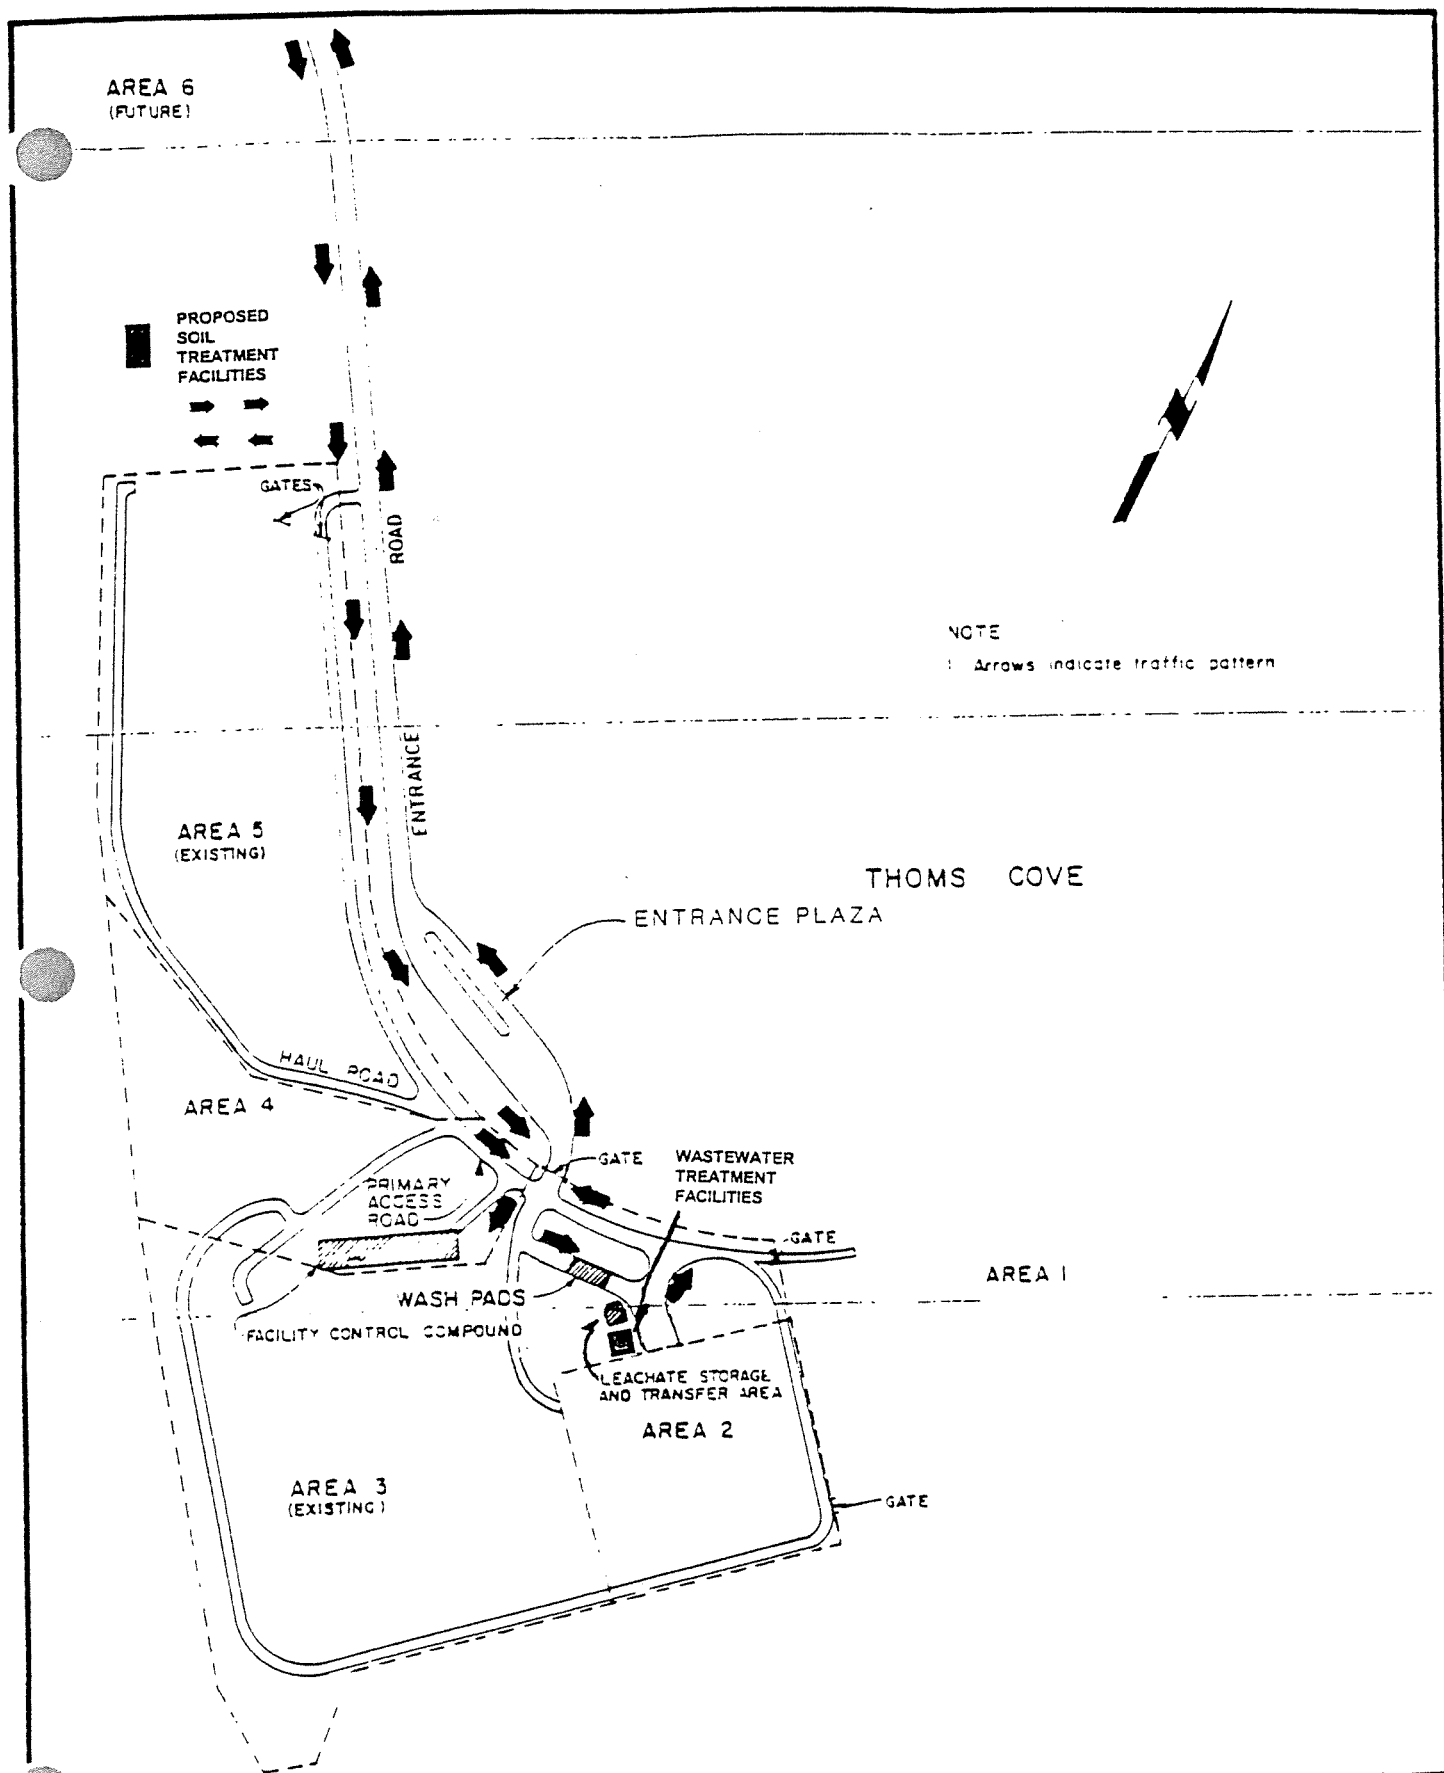 AREA 6
(FUTURE)
PROPOSED
SOIL
TREATMENT
FACILITIES
GATES
ROAD
NOTE
Arrows indicate traffic pattern
ENTRANCE
AREA 5
(EXISTING)
THOMS COVE
ENTRANCE PLAZA
HAUL ROAD
AREA 4
GATE
WASTEWATER
TREATMENT
FACILITIES
PRIMARY
ACCESS
ROAD
GATE
AREA 1
WASH PADS
FACILITY CONTROL COMPOUND
LEACHATE STORAGE
AND TRANSFER AREA
AREA 2
AREA 3
(EXISTING)
GATE